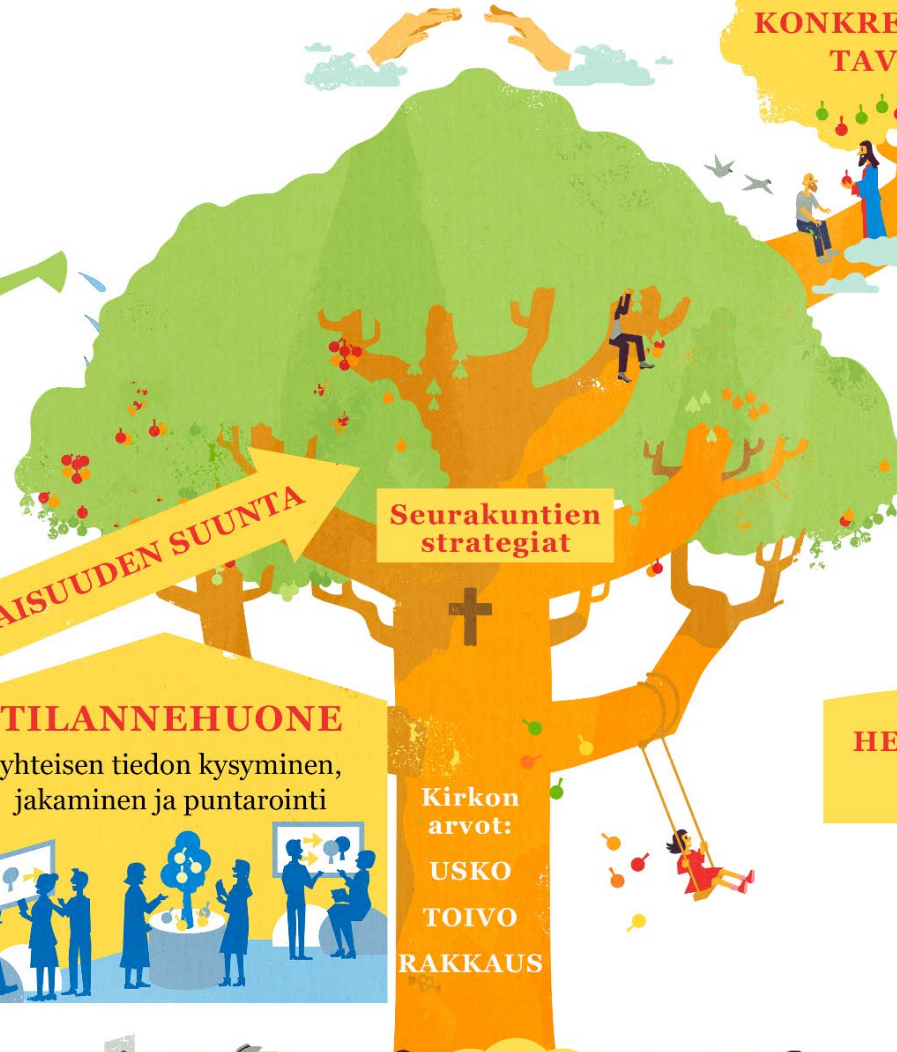 KONKRE
TAV
AISUUDEN SUUNTA
Seurakuntien
strategiat
TILANNEHUONE
yhteisen tiedon kysyminen,
jakaminen ja puntarointi
HE
Kirkon
arvot:
USKO
TOIVO
RAKKAUS